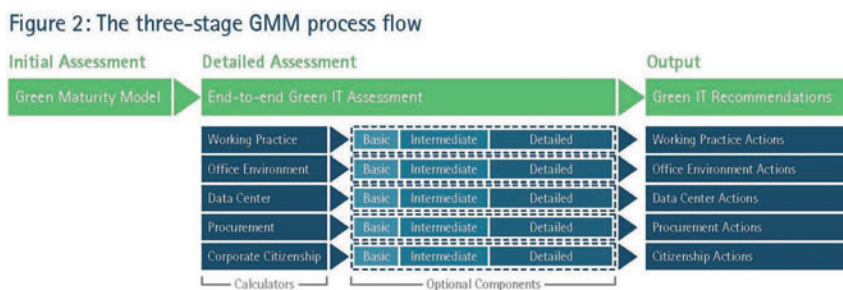 Figure 2: The three-stage GMM process flow
Initial Assessment Detailed Assessment Output
Green Maturity Model End-to-end Green IT Assessment Green IT Recommendations
Working Practice Basic Intermediate Detailed Working Practice Actions
Office Environment Basic Intermediate Detailed Office Environment Actions
Data Center Basic Intermediate Detailed Data Center Actions
Procurement Basic Intermediate Detailed Procurement Actions
Corporate Citizenship Basic Intermediate Detailed Citizenship Actions
Calculators Optional Components